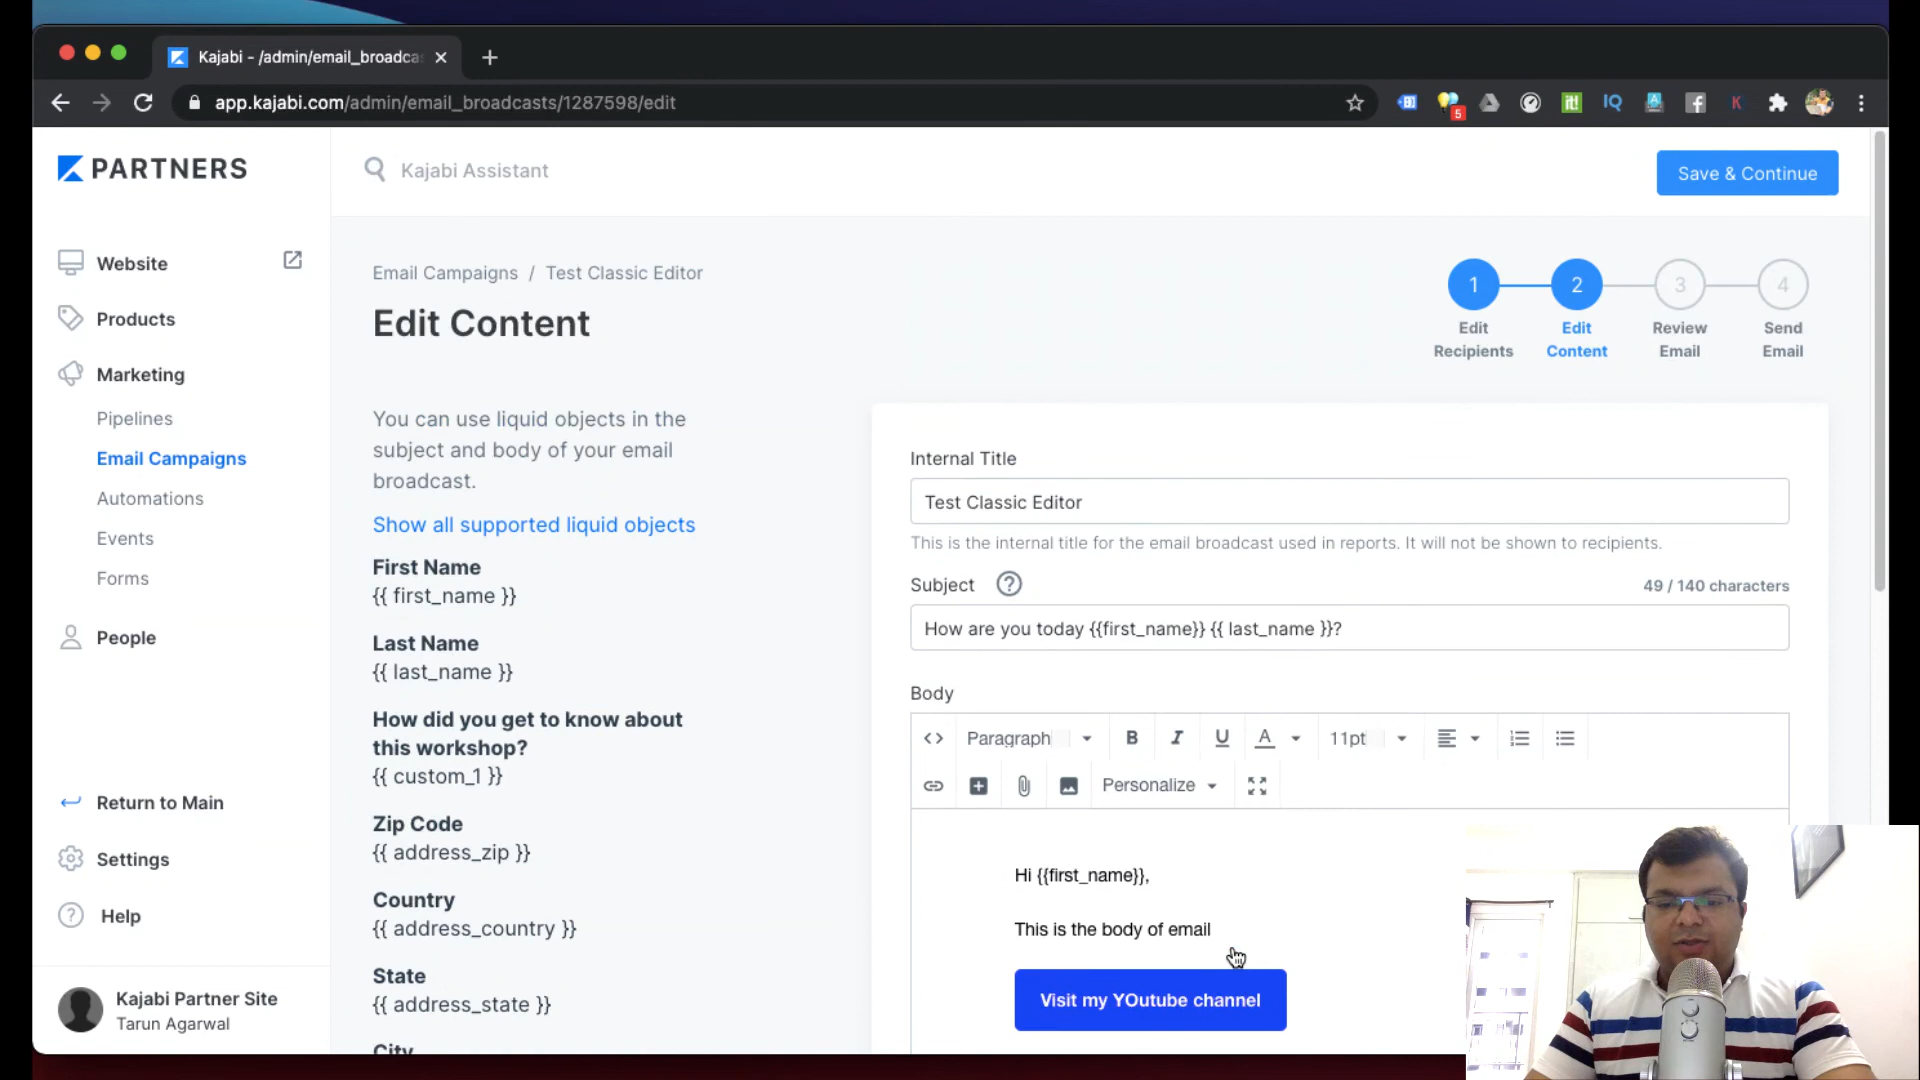 Kajabi - /admin/email_broadca
app.kajabi.com/admin/email_broadcasts/1287598/edit
5
it!
IQ
K
PARTNERS
Kajabi Assistant
Save & Continue
Website
Products
Marketing
Pipelines
Email Campaigns
Automations
Events
Forms
People
Return to Main
Settings
Help
Kajabi Partner Site
Tarun Agarwal
Email Campaigns / Test Classic Editor
Edit Content
1
2
3
4
Edit Recipients
Edit Content
Review Email
Send Email
You can use liquid objects in the
subject and body of your email
broadcast.
Show all supported liquid objects
First Name
{{ first_name }}
Last Name
{{ last_name }}
How did you get to know about
this workshop?
{{ custom_1 }}
Zip Code
{{ address_zip }}
Country
{{ address_country }}
State
{{ address_state }}
City
Internal Title
Test Classic Editor
This is the internal title for the email broadcast used in reports. It will not be shown to recipients.
Subject ?
49 / 140 characters
How are you today {{first_name}} {{ last_name }}?
Body
<> Paragraph B I U A 11pt
Personalize
Hi {{first_name}},
This is the body of email
Visit my YOutube channel